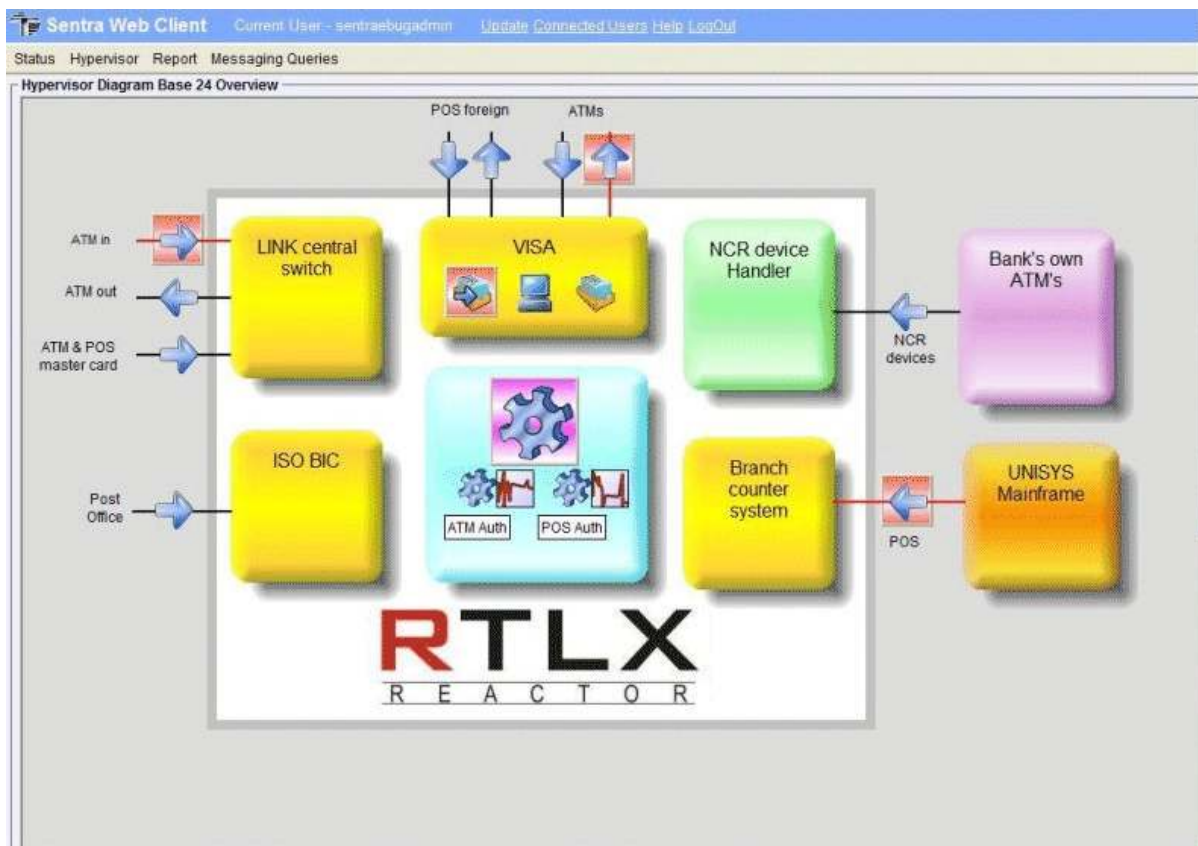 Sentra Web Client
Current User - sentraebugadmin
Update Connected Users Help LogOut
Status Hypervisor Report Messaging Queries
Hypervisor Diagram Base 24 Overview
POS foreign
ATMs
ATM in
ATM out
ATM & POS
master card
Post
Office
LINK central
switch
VISA
NCR device
Handler
Bank's own
ATM's
NCR
devices
ISO BIC
ATM Auth
POS Auth
Branch
counter
system
POS
UNISYS
Mainframe
RTLX
REACTOR